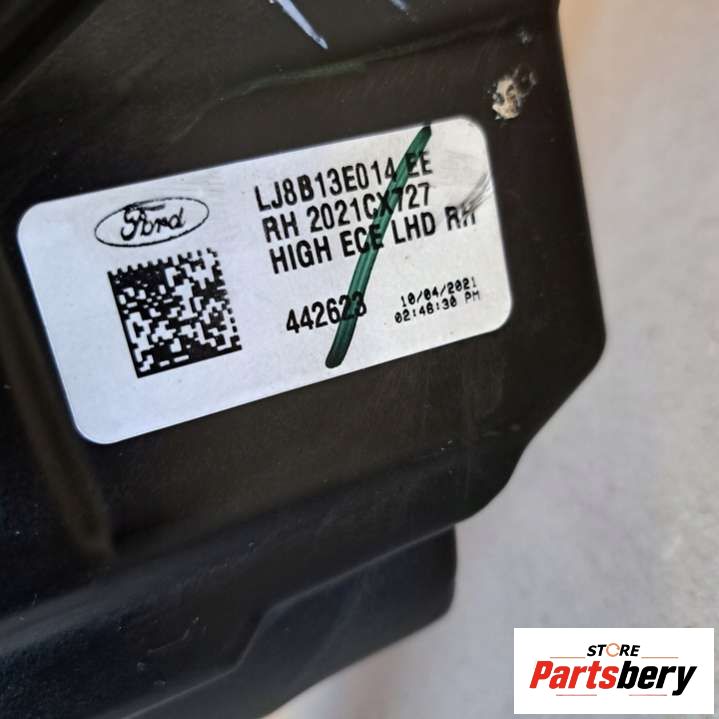 Ford
LJ8B13E014 EE
RH 2021CX727
HIGH ECE LHD RH
442623
10/04/2021
02:48:30 PM
STORE
Partsbery